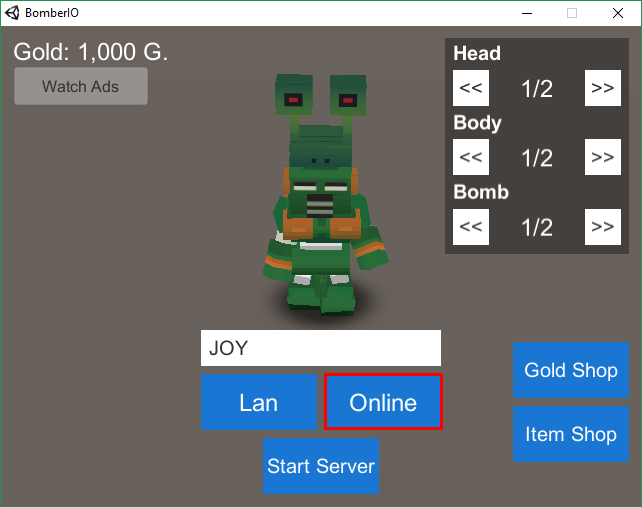 BomberIO
Gold: 1,000 G.
Watch Ads
Head
<< 1/2 >>
Body
<< 1/2 >>
Bomb
<< 1/2 >>
JOY
Lan
Online
Start Server
Gold Shop
Item Shop